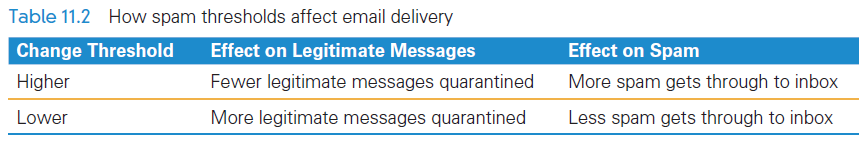 Table 11.2 How spam thresholds affect email delivery
Change Threshold Effect on Legitimate Messages Effect on Spam
Higher Fewer legitimate messages quarantined More spam gets through to inbox
Lower More legitimate messages quarantined Less spam gets through to inbox